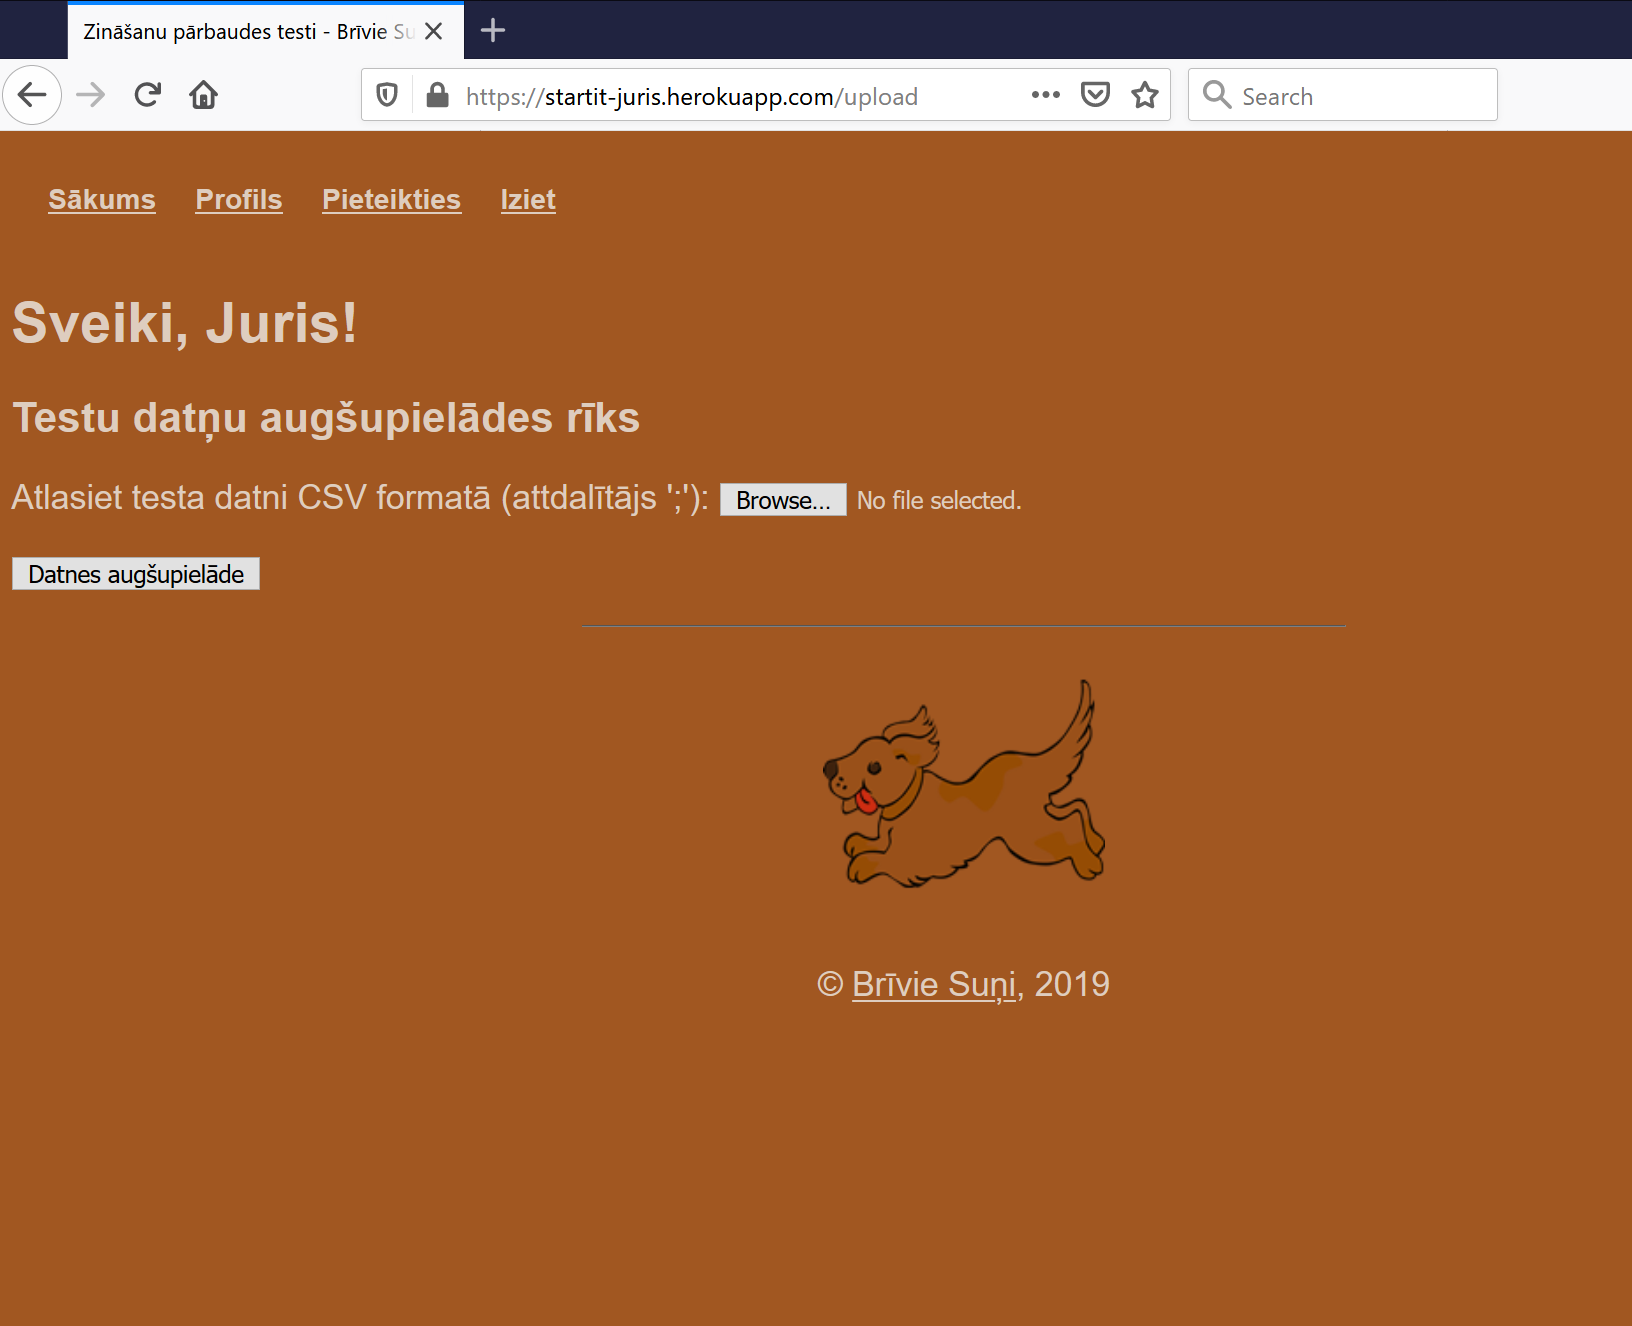 Zināšanu pārbaudes testi - Brīvie Su
https://startit-juris.herokuapp.com/upload
Search
Sākums Profils Pieteikties Iziet
Sveiki, Juris!
Testu datņu augšupielādes rīks
Atlasiet testa datni CSV formatā (attdalītājs ';'): Browse... No file selected.
Datnes augšupielāde
© Brīvie Suņi, 2019